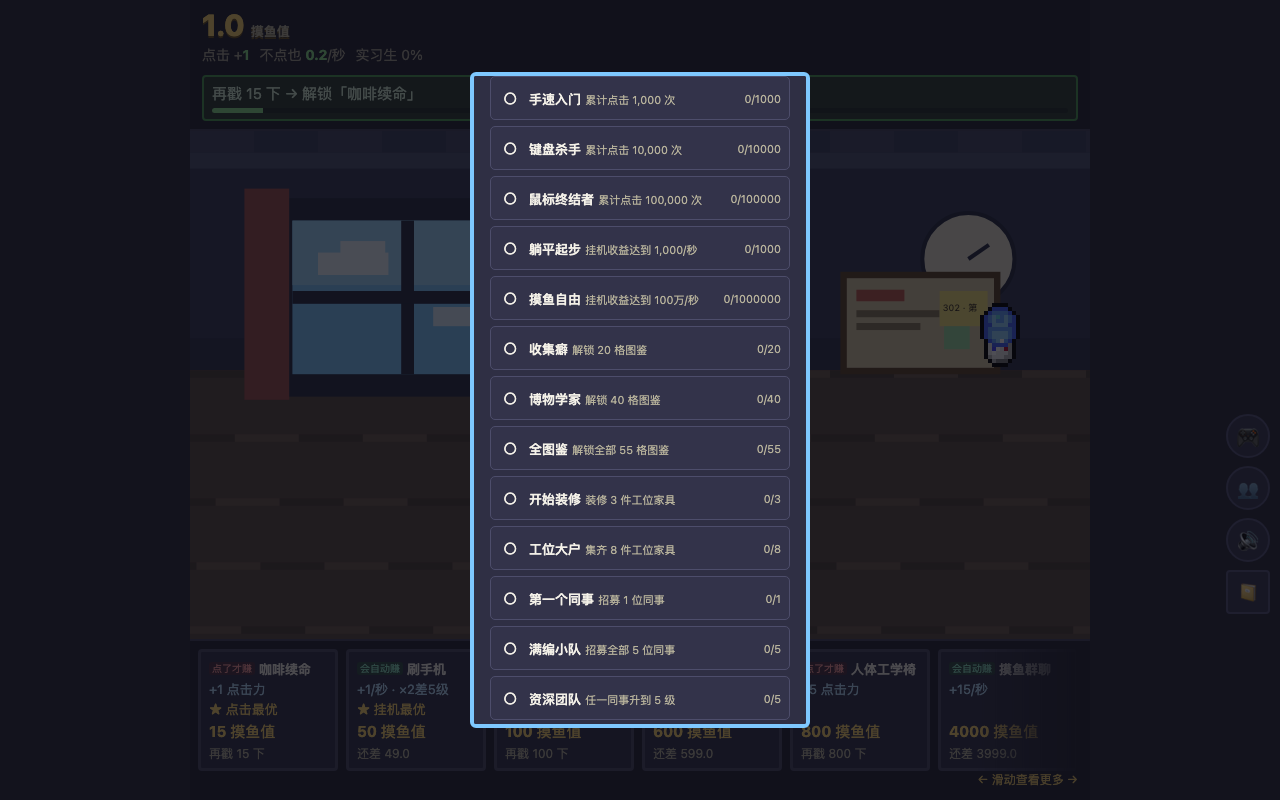 1.0 摸鱼值
点击 +1 不点也 0.2/秒 实习生 0%
再戳 15 下 → 解锁「咖啡续命」
手速入门 累计点击 1,000 次 0/1000
键盘杀手 累计点击 10,000 次 0/10000
鼠标终结者 累计点击 100,000 次 0/100000
躺平起步 挂机收益达到 1,000/秒 0/1000
摸鱼自由 挂机收益达到 100万/秒 0/1000000
收集癖 解锁 20 格图鉴 0/20
博物学家 解锁 40 格图鉴 0/40
全图鉴 解锁全部 55 格图鉴 0/55
开始装修 装修 3 件工位家具 0/3
工位大户 集齐 8 件工位家具 0/8
第一个同事 招募 1 位同事 0/1
满编小队 招募全部 5 位同事 0/5
资深团队 任一同事升到 5 级 0/5
302 · 第
点了才赚 咖啡续命
+1 点击力
★ 点击最优
15 摸鱼值
再戳 15 下
会自动赚 刷手机
+1/秒 · ×2差5级
★ 挂机最优
50 摸鱼值
还差 49.0
100 摸鱼值
再戳 100 下
600 摸鱼值
还差 599.0
点了才赚 人体工学椅
5 点击力
800 摸鱼值
再戳 800 下
会自动赚 摸鱼群聊
+15/秒
4000 摸鱼值
还差 3999.0
← 滑动查看更多 →